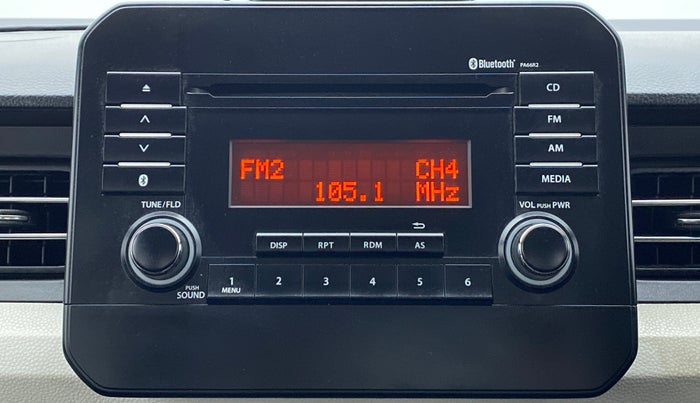 Bluetooth® PA66R2
CD
FM
AM
MEDIA
FM2 CH4
105.1 MHz
TUNE/FLD
VOL PUSH PWR
DISP RPT RDM AS
PUSH SOUND
1 MENU 2 3 4 5 6